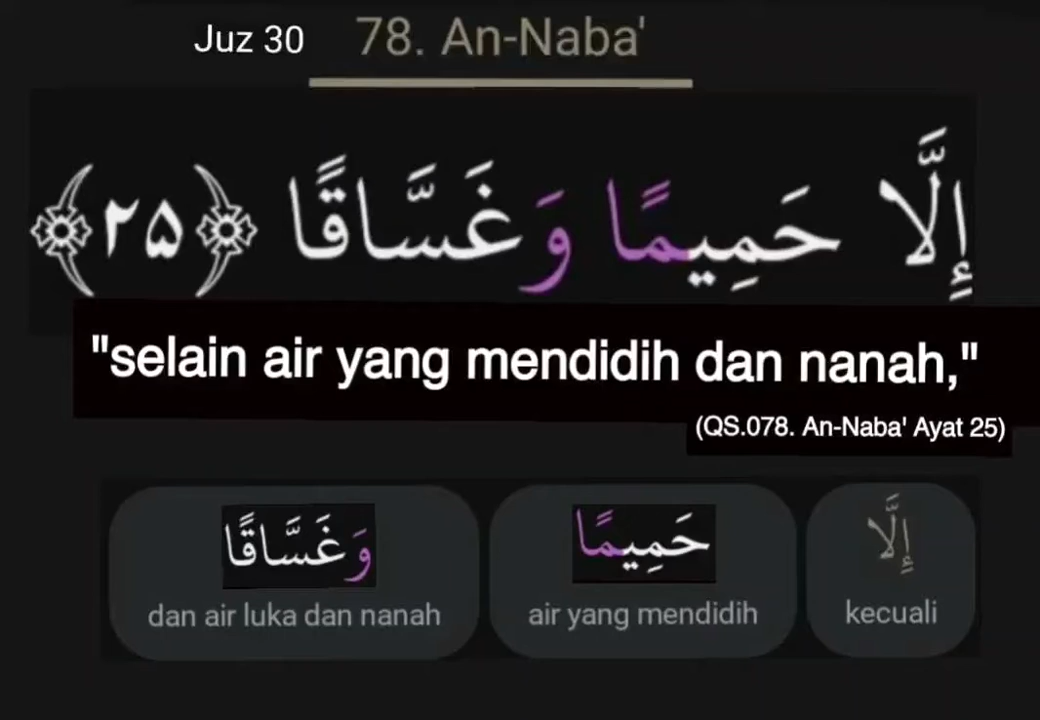 Juz 30 78. An-Naba'
إِلَّا حَمِيمًا وَغَسَّاقًا ﴿٢٥﴾
"selain air yang mendidih dan nanah,"
(QS.078. An-Naba' Ayat 25)
إِلَّا حَمِيمًا وَغَسَّاقًا
kecuali air yang mendidih dan air luka dan nanah